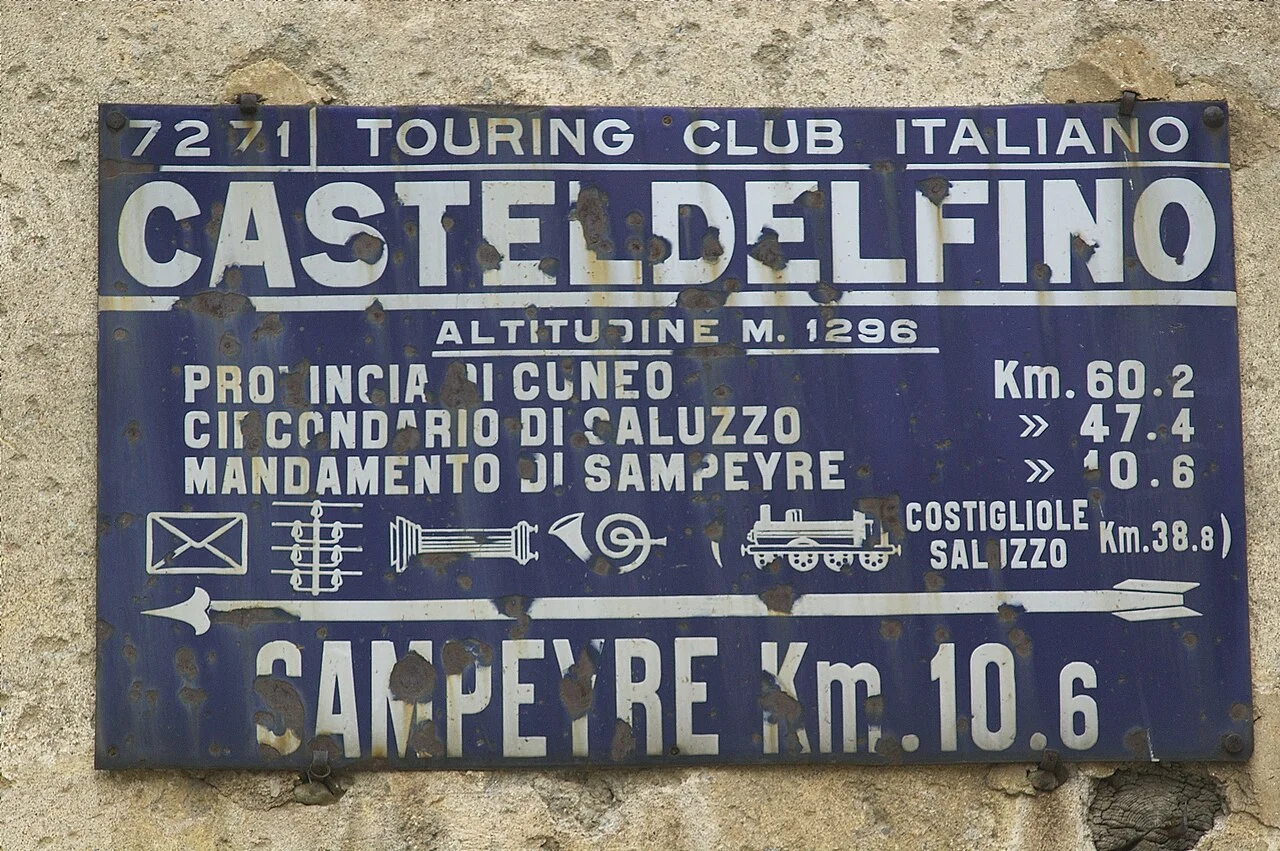 7271 TOURING CLUB ITALIANO
CASTELDELFINO
ALTITUDINE M. 1296
PROVINCIA DI CUNEO Km. 60.2
CIRCONDARIO DI SALUZZO » 47.4
MANDAMENTO DI SAMPEYRE » 10.6
( COSTIGLIOLE SALUZZO Km. 38.8)
SAMPEYRE Km. 10.6